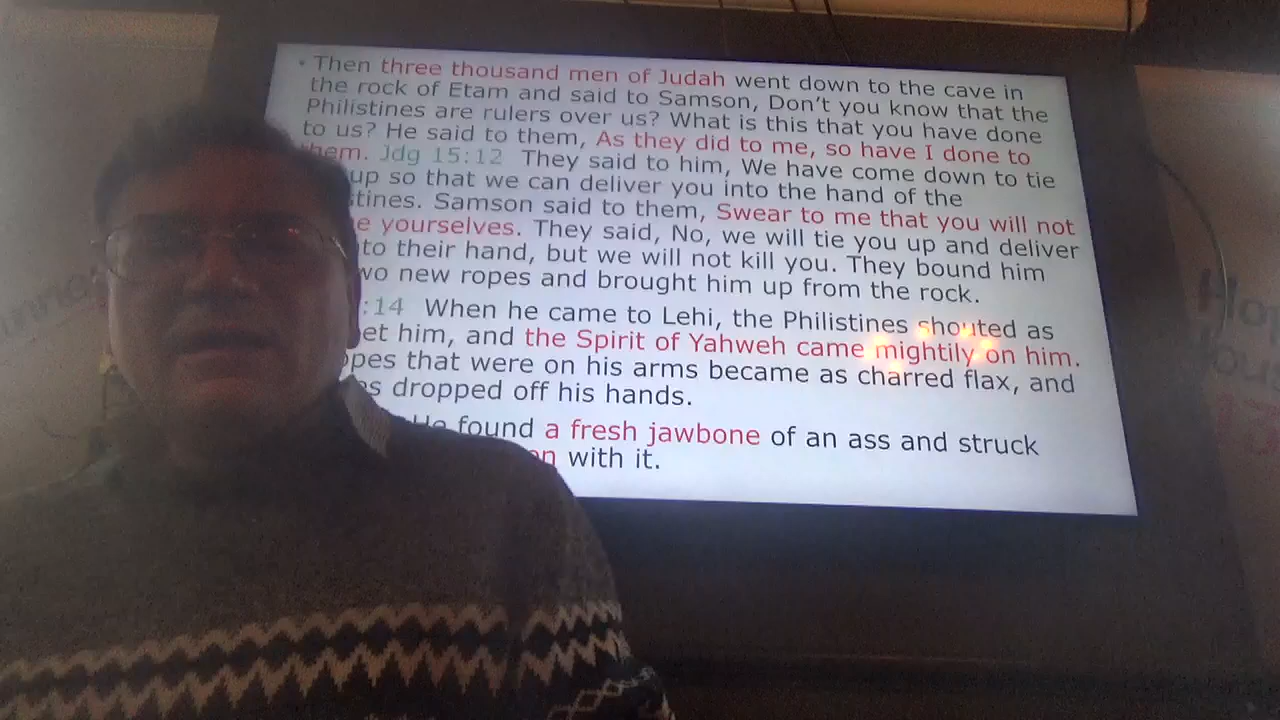 • Then three thousand men of Judah went down to the cave in
the rock of Etam and said to Samson, Don't you know that the
Philistines are rulers over us? What is this that you have done
to us? He said to them, As they did to me, so have I done to
them. Jdg 15:12 They said to him, We have come down to tie
up so that we can deliver you into the hand of the
stines. Samson said to them, Swear to me that you will not
e yourselves. They said, No, we will tie you up and deliver
to their hand, but we will not kill you. They bound him
wo new ropes and brought him up from the rock.
:14 When he came to Lehi, the Philistines shouted as
et him, and the Spirit of Yahweh came mightily on him.
opes that were on his arms became as charred flax, and
s dropped off his hands.
He found a fresh jawbone of an ass and struck
en with it.